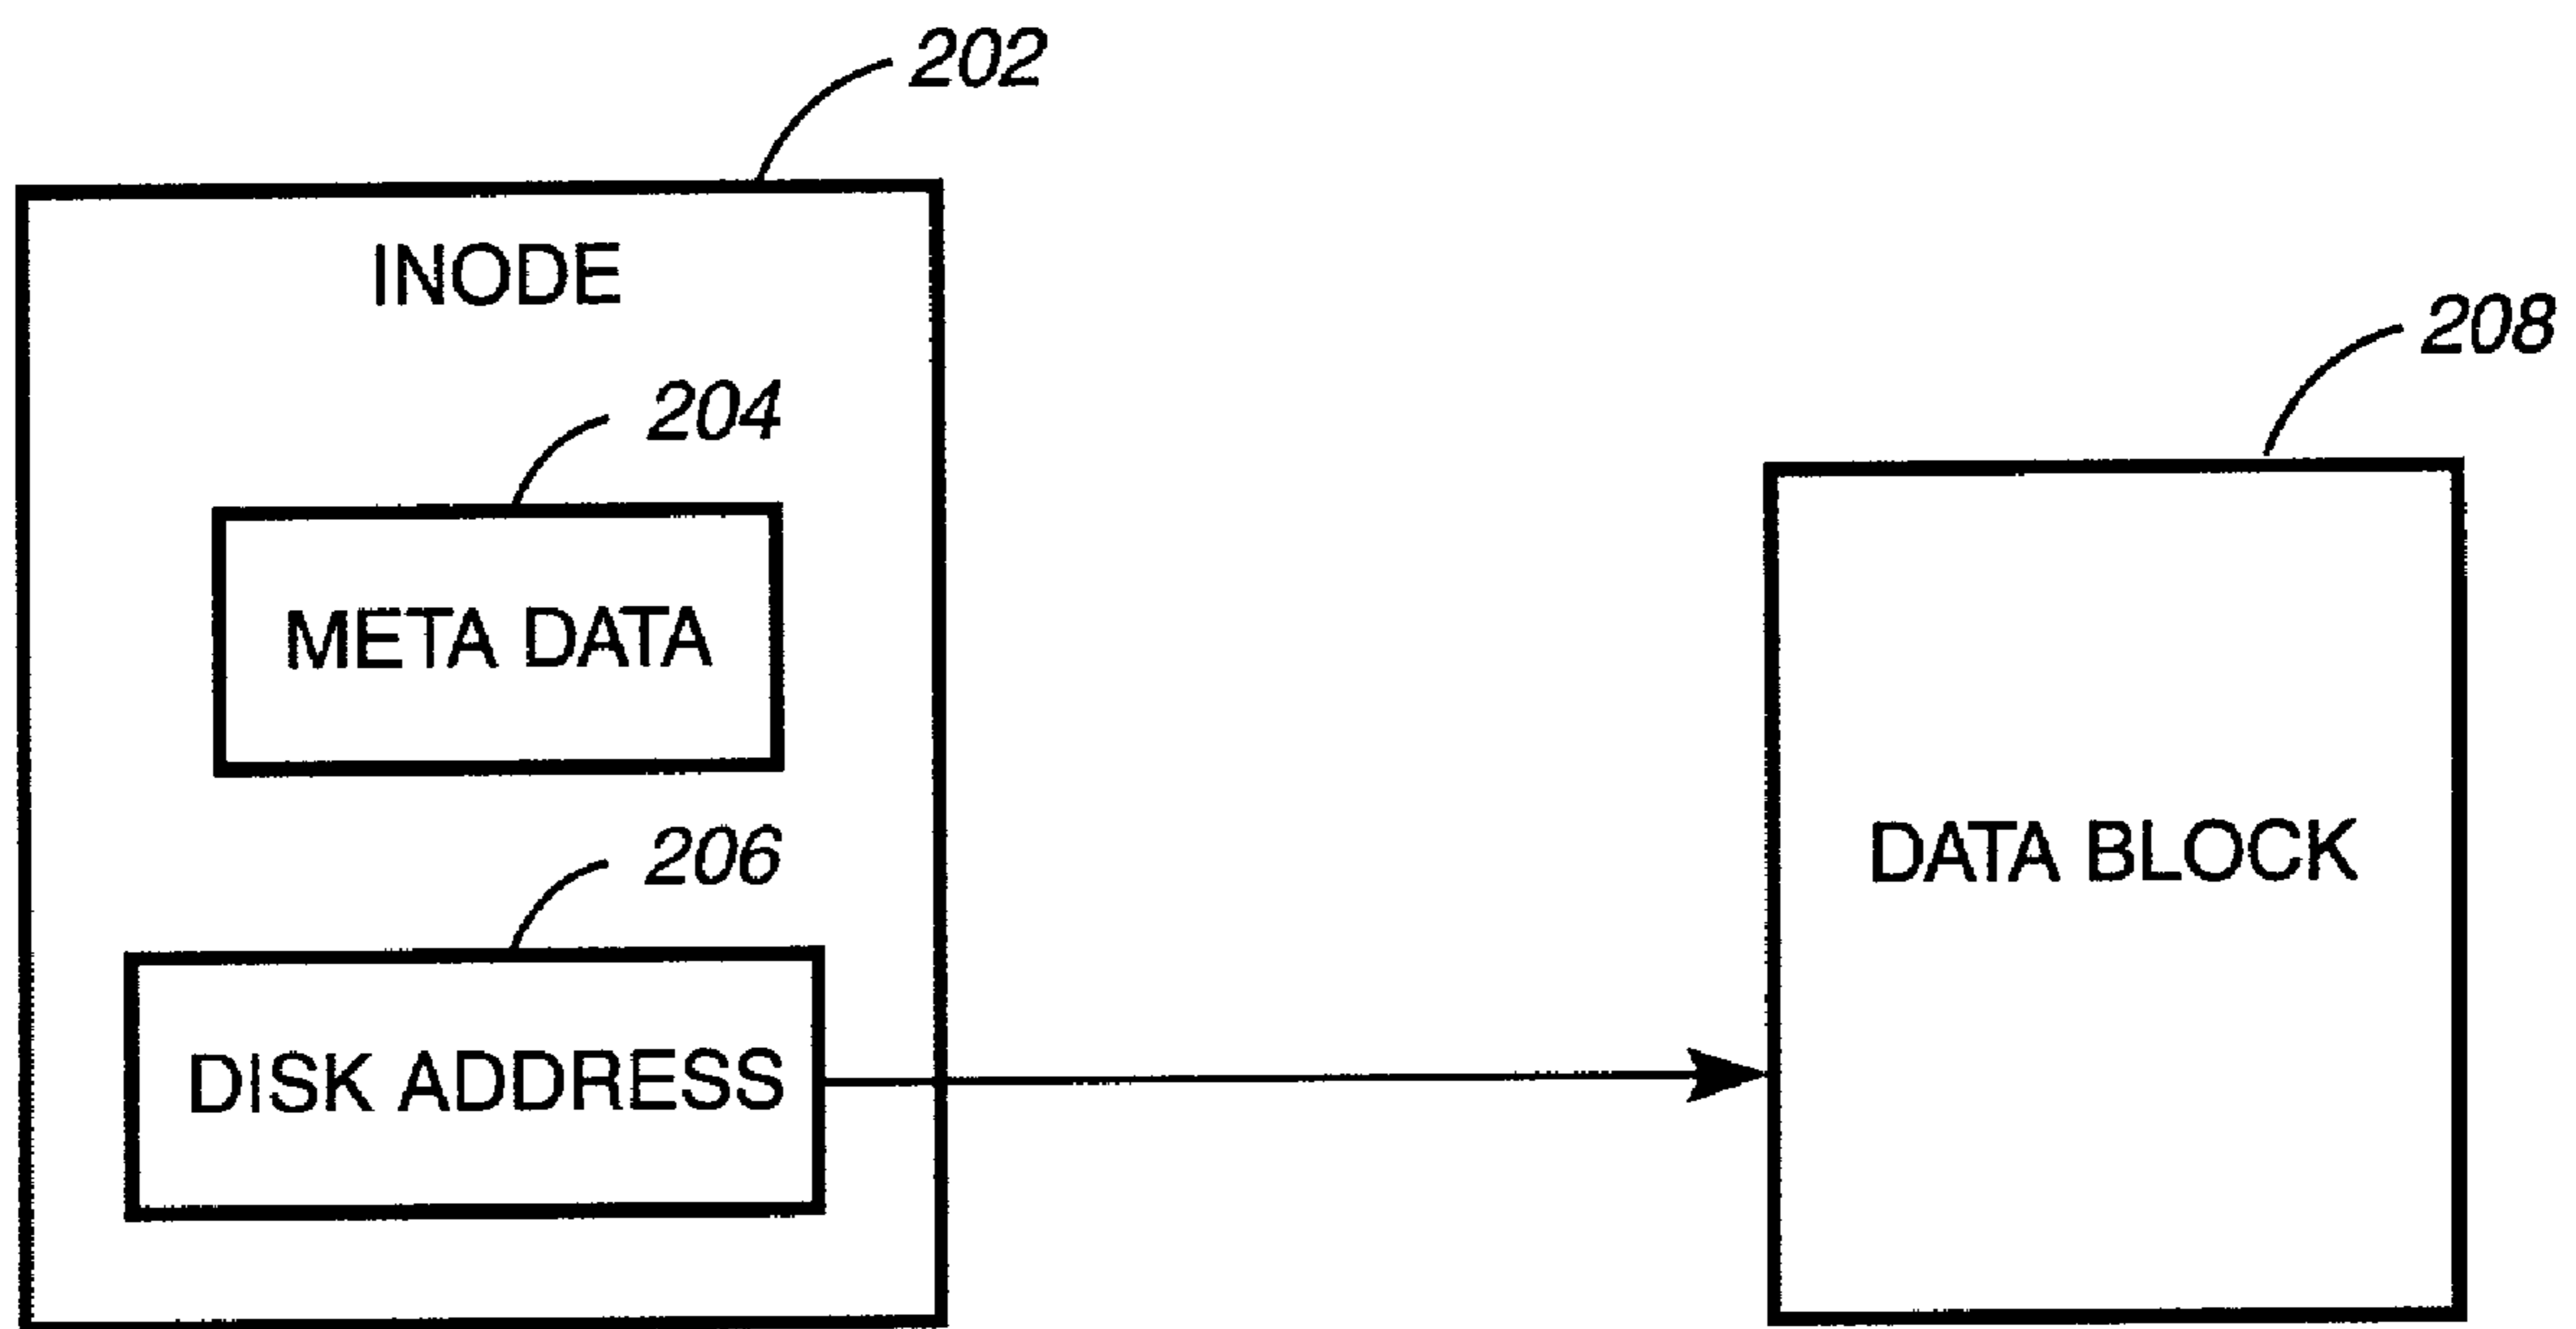 202
INODE
208
204
META DATA
DATA BLOCK
206
DISK ADDRESS